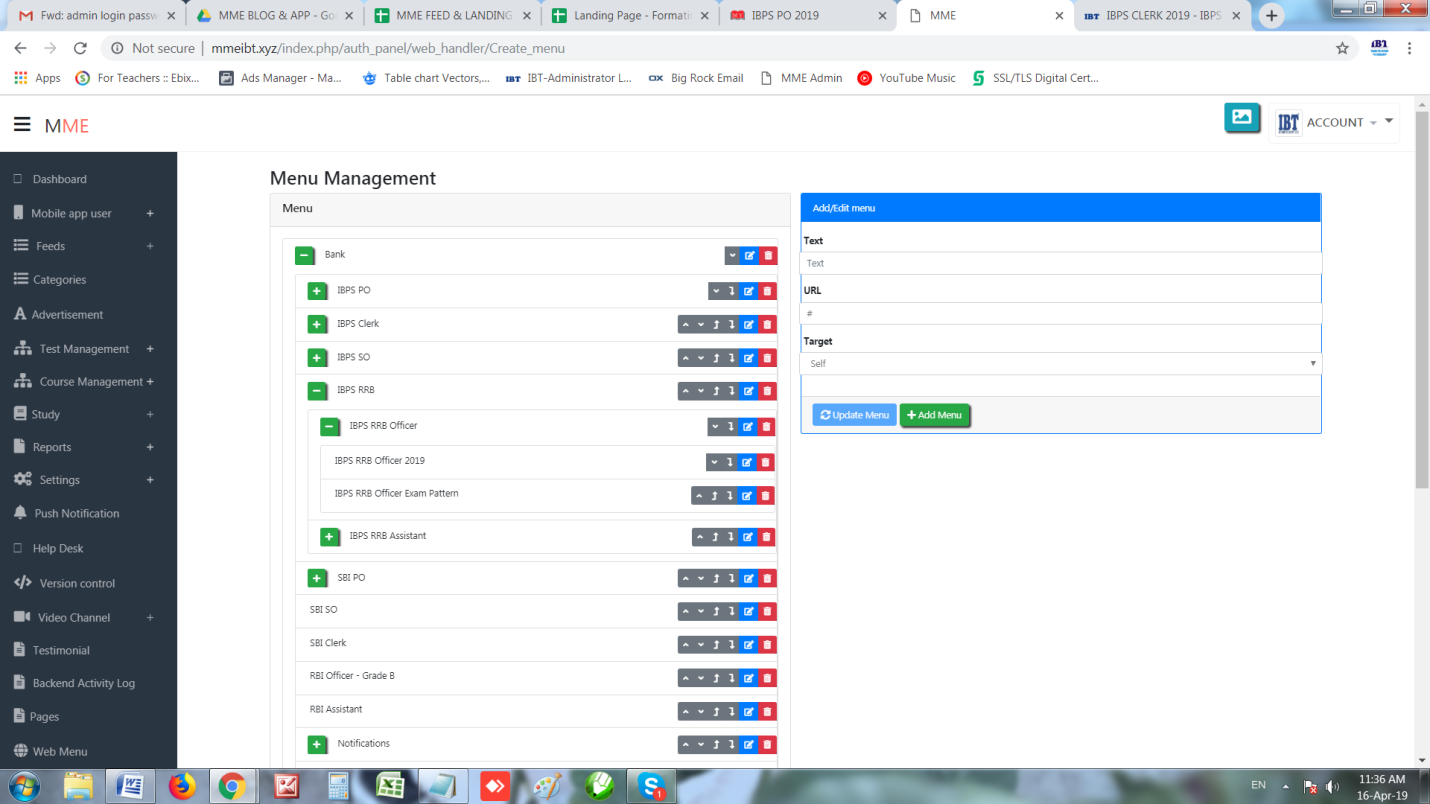 Fwd: admin login passw
MME BLOG & APP - Go
MME FEED & LANDING
Landing Page - Formati
IBPS PO 2019
MME
IBT IBPS CLERK 2019 - IBPS
Not secure | mmeibt.xyz/index.php/auth_panel/web_handler/Create_menu
Apps
For Teachers :: Ebix...
Ads Manager - Ma...
Table chart Vectors,...
IBT IBT-Administrator L...
Big Rock Email
MME Admin
YouTube Music
SSL/TLS Digital Cert...
MME
IBT ACCOUNT
Dashboard
Mobile app user +
Feeds +
Categories
Advertisement
Test Management +
Course Management +
Study +
Reports +
Settings +
Push Notification
Help Desk
Version control
Video Channel +
Testimonial
Backend Activity Log
Pages
Web Menu
Menu Management
Menu
Bank
IBPS PO
IBPS Clerk
IBPS SO
IBPS RRB
IBPS RRB Officer
IBPS RRB Officer 2019
IBPS RRB Officer Exam Pattern
IBPS RRB Assistant
SBI PO
SBI SO
SBI Clerk
RBI Officer - Grade B
RBI Assistant
Notifications
Add/Edit menu
Text
Text
URL
#
Target
Self
Update Menu
+ Add Menu
EN
11:36 AM
16-Apr-19